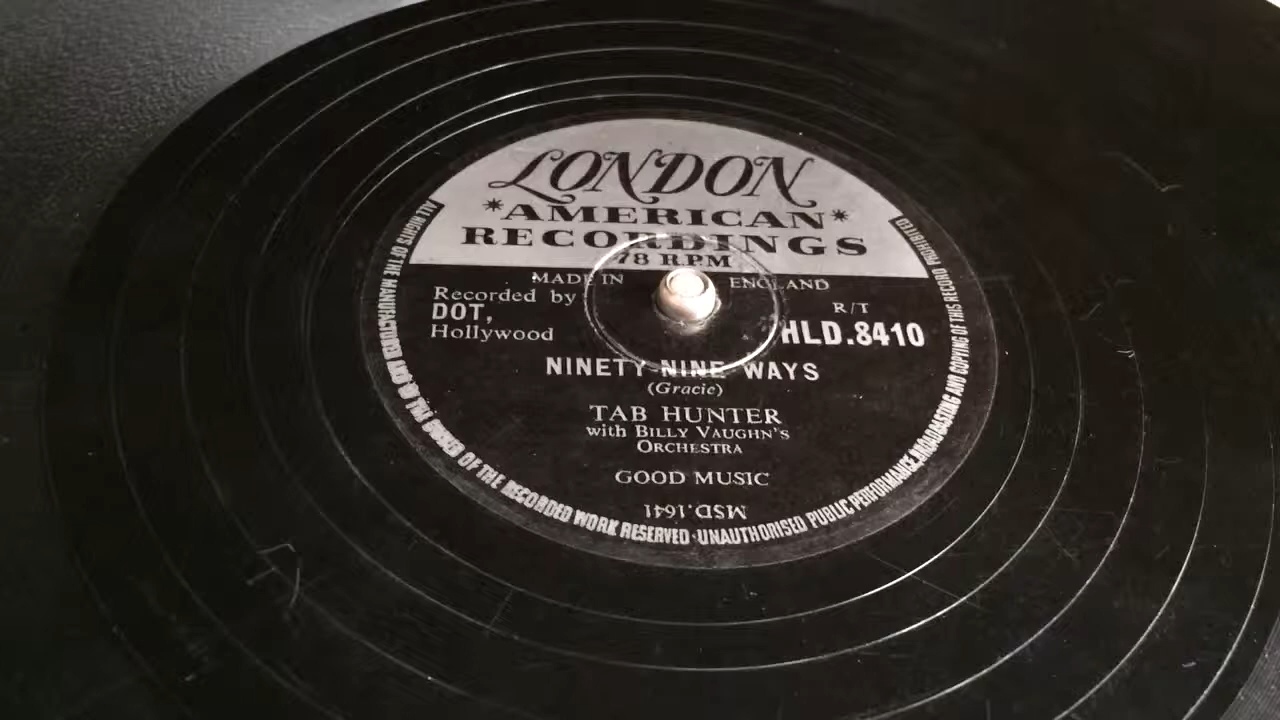 LONDON
*AMERICAN*
RECORDINGS
78 RPM
MADE IN ENGLAND
Recorded by
DOT,
Hollywood
R/T
HLD.8410
NINETY-NINE WAYS
(Gracie)
TAB HUNTER
with BILLY VAUGHN'S
ORCHESTRA
GOOD MUSIC
MSD.1641
ALL RIGHTS OF THE MANUFACTURER AND OF THE OWNER OF THE RECORDED WORK RESERVED·UNAUTHORISED PUBLIC PERFORMANCE, BROADCASTING AND COPYING OF THIS RECORD PROHIBITED